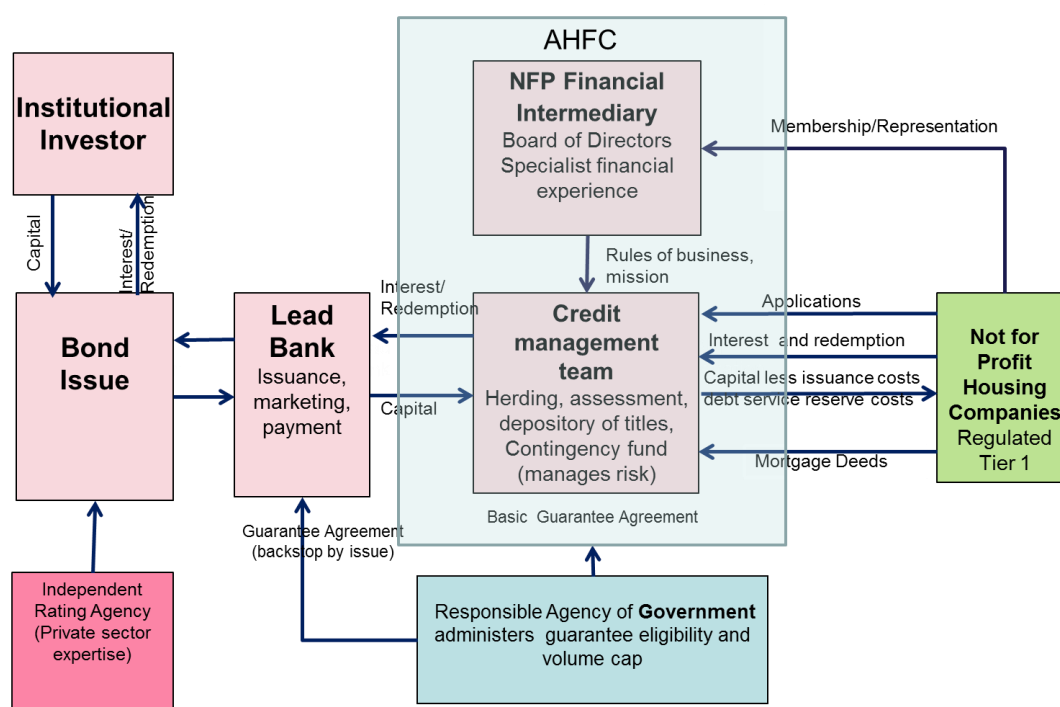 AHFC
Institutional
Investor
NFP Financial
Intermediary
Board of Directors
Specialist financial
experience
Membership/Representation
Capital
Interest/
Redemption
Rules of business,
mission
Bond
Issue
Lead
Bank
Issuance,
marketing,
payment
Interest/
Redemption
Capital
Credit
management
team
Herding, assessment,
depository of titles,
Contingency fund
(manages risk)
Applications
Interest and redemption
Capital less issuance costs
debt service reserve costs
Mortgage Deeds
Not for
Profit
Housing
Companies
Regulated
Tier 1
Basic Guarantee Agreement
Guarantee Agreement
(backstop by issue)
Independent
Rating Agency
(Private sector
expertise)
Responsible Agency of Government
administers guarantee eligibility and
volume cap